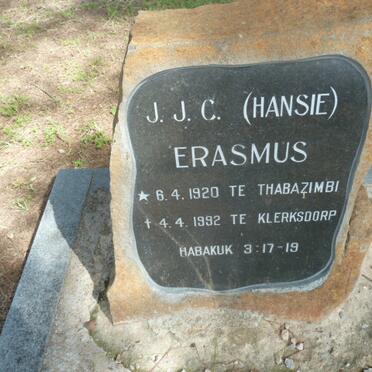 J. J. C. (HANSIE)
ERASMUS
★ 6.4.1920 TE THABAZIMBI
† 4.4.1992 TE KLERKSDORP
HABAKUK 3:17-19